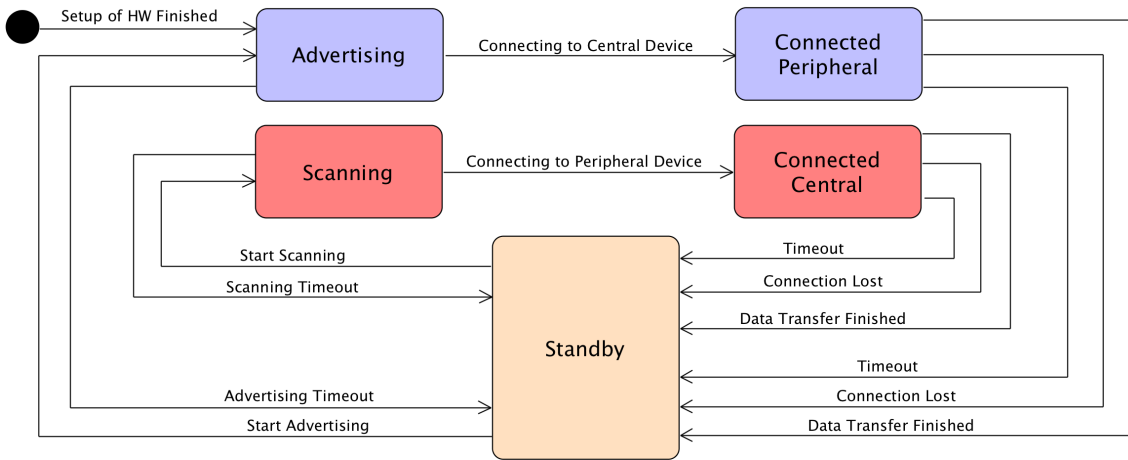 Setup of HW Finished
Advertising
Connecting to Central Device
Connected
Peripheral
Scanning
Connecting to Peripheral Device
Connected
Central
Start Scanning
Timeout
Scanning Timeout
Connection Lost
Data Transfer Finished
Standby
Timeout
Advertising Timeout
Connection Lost
Start Advertising
Data Transfer Finished